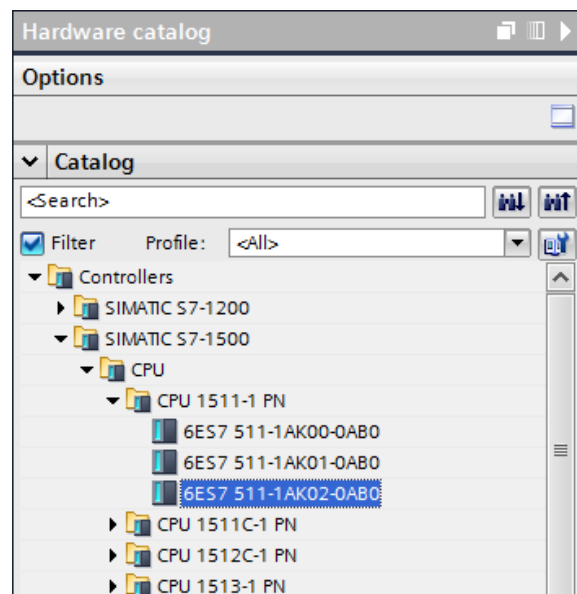 Hardware catalog
Options
Catalog
<Search>
Filter Profile: <All>
Controllers
SIMATIC S7-1200
SIMATIC S7-1500
CPU
CPU 1511-1 PN
6ES7 511-1AK00-0AB0
6ES7 511-1AK01-0AB0
6ES7 511-1AK02-0AB0
CPU 1511C-1 PN
CPU 1512C-1 PN
CPU 1513-1 PN